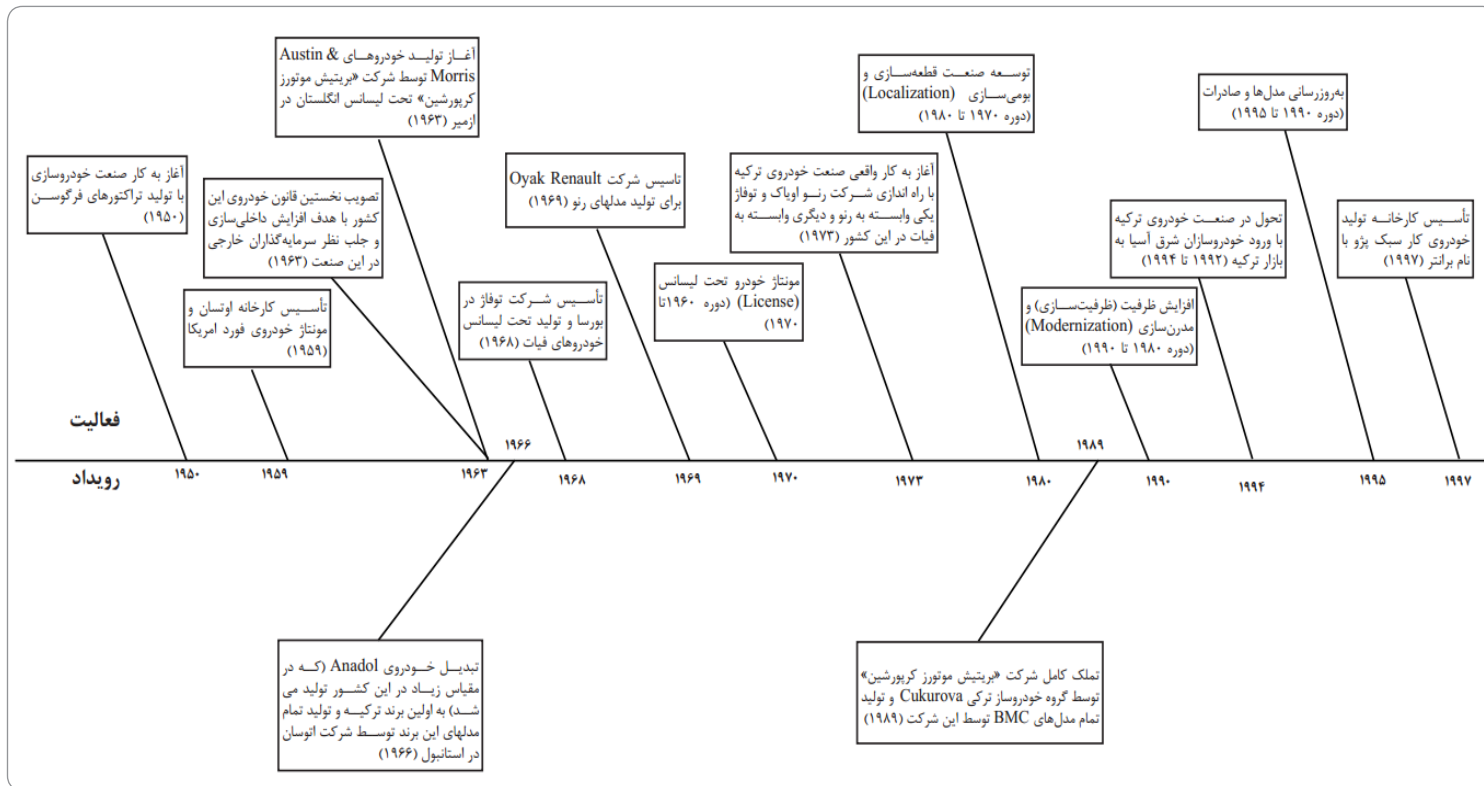 آغاز به کار صنعت خودروسازی
با تولید تراکتورهای فرگوسن
(۱۹۵۰)
تأسیس کارخانه اوتسان و
مونتاژ خودروی فورد امریکا
(۱۹۵۹)
تصویب نخستین قانون خودروی این
کشور با هدف افزایش داخلی‌سازی
و جلب نظر سرمایه‌گذاران خارجی
در این صنعت (۱۹۶۳)
آغاز تولید خودروهای Austin &
Morris توسط شرکت «بریتیش موتورز
کرپورشین» تحت لیسانس انگلستان در
ازمیر (۱۹۶۳)
تأسیس شرکت توفاژ در
بورسا و تولید تحت لیسانس
خودروهای فیات (۱۹۶۸)
تاسیس شرکت Oyak Renault
برای تولید مدلهای رنو (۱۹۶۹)
مونتاژ خودرو تحت لیسانس
(License) (دوره ۱۹۶۰تا
۱۹۷۰)
آغاز به کار واقعی صنعت خودروی ترکیه
با راه اندازی شرکت رنو اویاک و توفاژ
یکی وابسته به رنو و دیگری وابسته به
فیات در این کشور (۱۹۷۳)
توسعه صنعت قطعه‌سازی و
بومی‌سازی (Localization)
(دوره ۱۹۷۰ تا ۱۹۸۰)
افزایش ظرفیت (ظرفیت‌سازی) و
مدرن‌سازی (Modernization)
(دوره ۱۹۸۰ تا ۱۹۹۰)
تحول در صنعت خودروی ترکیه
با ورود خودروسازان شرق آسیا به
بازار ترکیه (۱۹۹۲ تا ۱۹۹۴)
به‌روزرسانی مدل‌ها و صادرات
(دوره ۱۹۹۰ تا ۱۹۹۵)
تأسیس کارخانه تولید
خودروی کار سبک پژو با
نام برانتر (۱۹۹۷)
فعالیت
۱۹۶۶
۱۹۸۹
رویداد
۱۹۵۰
۱۹۵۹
۱۹۶۳
۱۹۶۸
۱۹۶۹
۱۹۷۰
۱۹۷۳
۱۹۸۰
۱۹۹۰
۱۹۹۴
۱۹۹۵
۱۹۹۷
تبدیل خودروی Anadol (که در
مقیاس زیاد در این کشور تولید می
شد) به اولین برند ترکیه و تولید تمام
مدلهای این برند توسط شرکت اتوسان
در استانبول (۱۹۶۶)
تملک کامل شرکت «بریتیش موتورز کرپورشین»
توسط گروه خودروساز ترکی Cukurova و تولید
تمام مدل‌های BMC توسط این شرکت (۱۹۸۹)